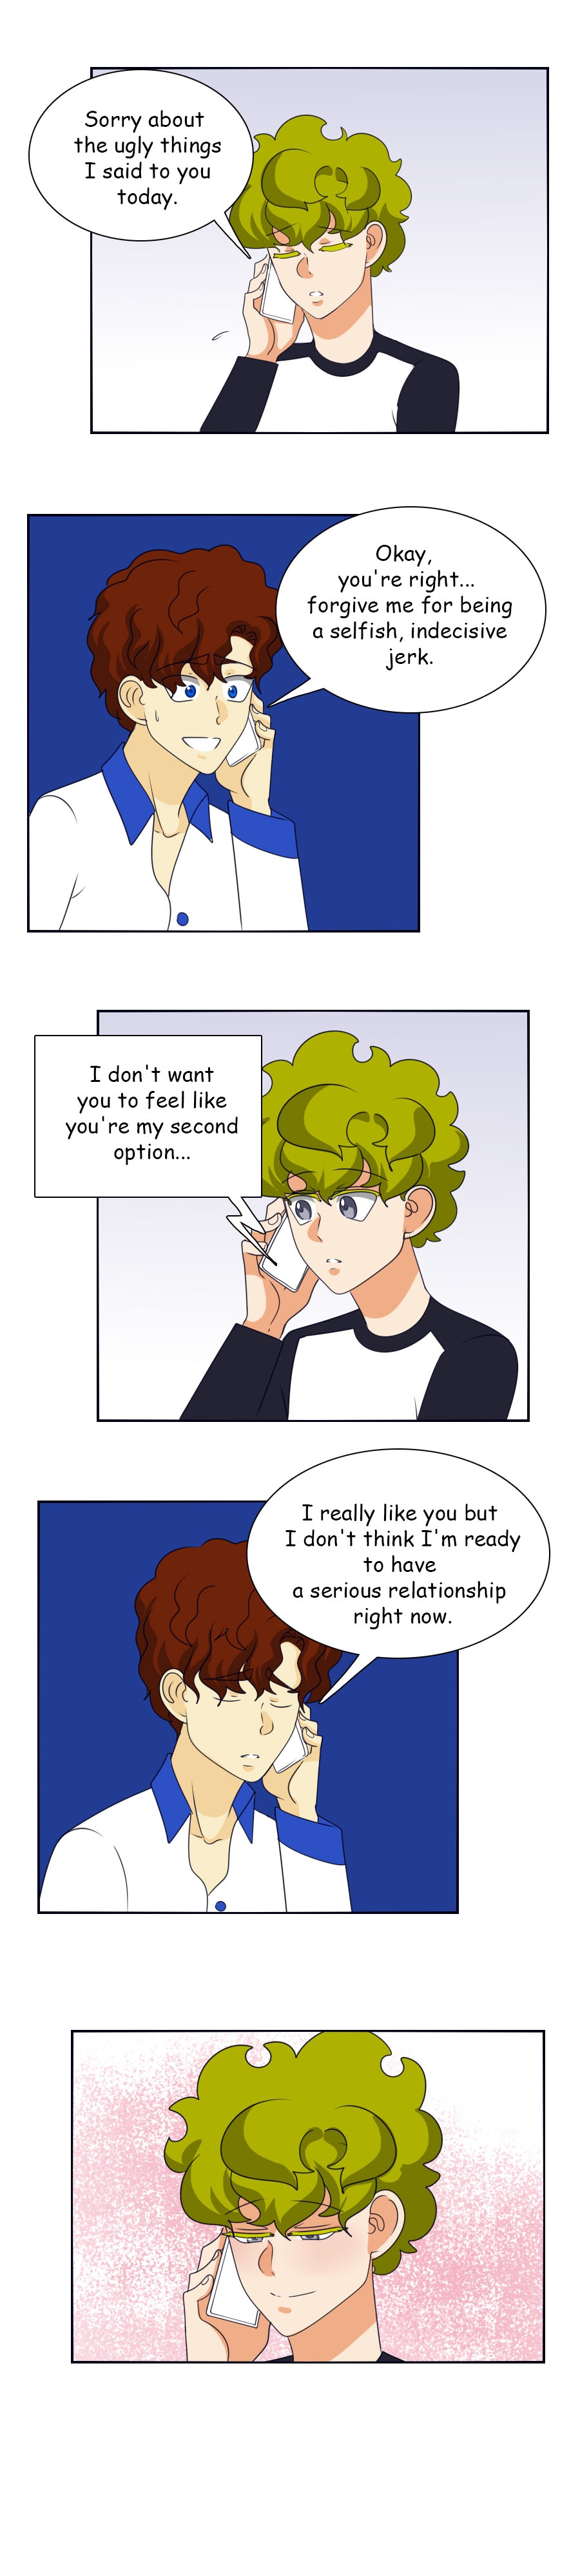 Sorry about
the ugly things
I said to you
today.
Okay,
you're right...
forgive me for being
a selfish, indecisive
jerk.
I don't want
you to feel like
you're my second
option...
I really like you but
I don't think I'm ready
to have
a serious relationship
right now.